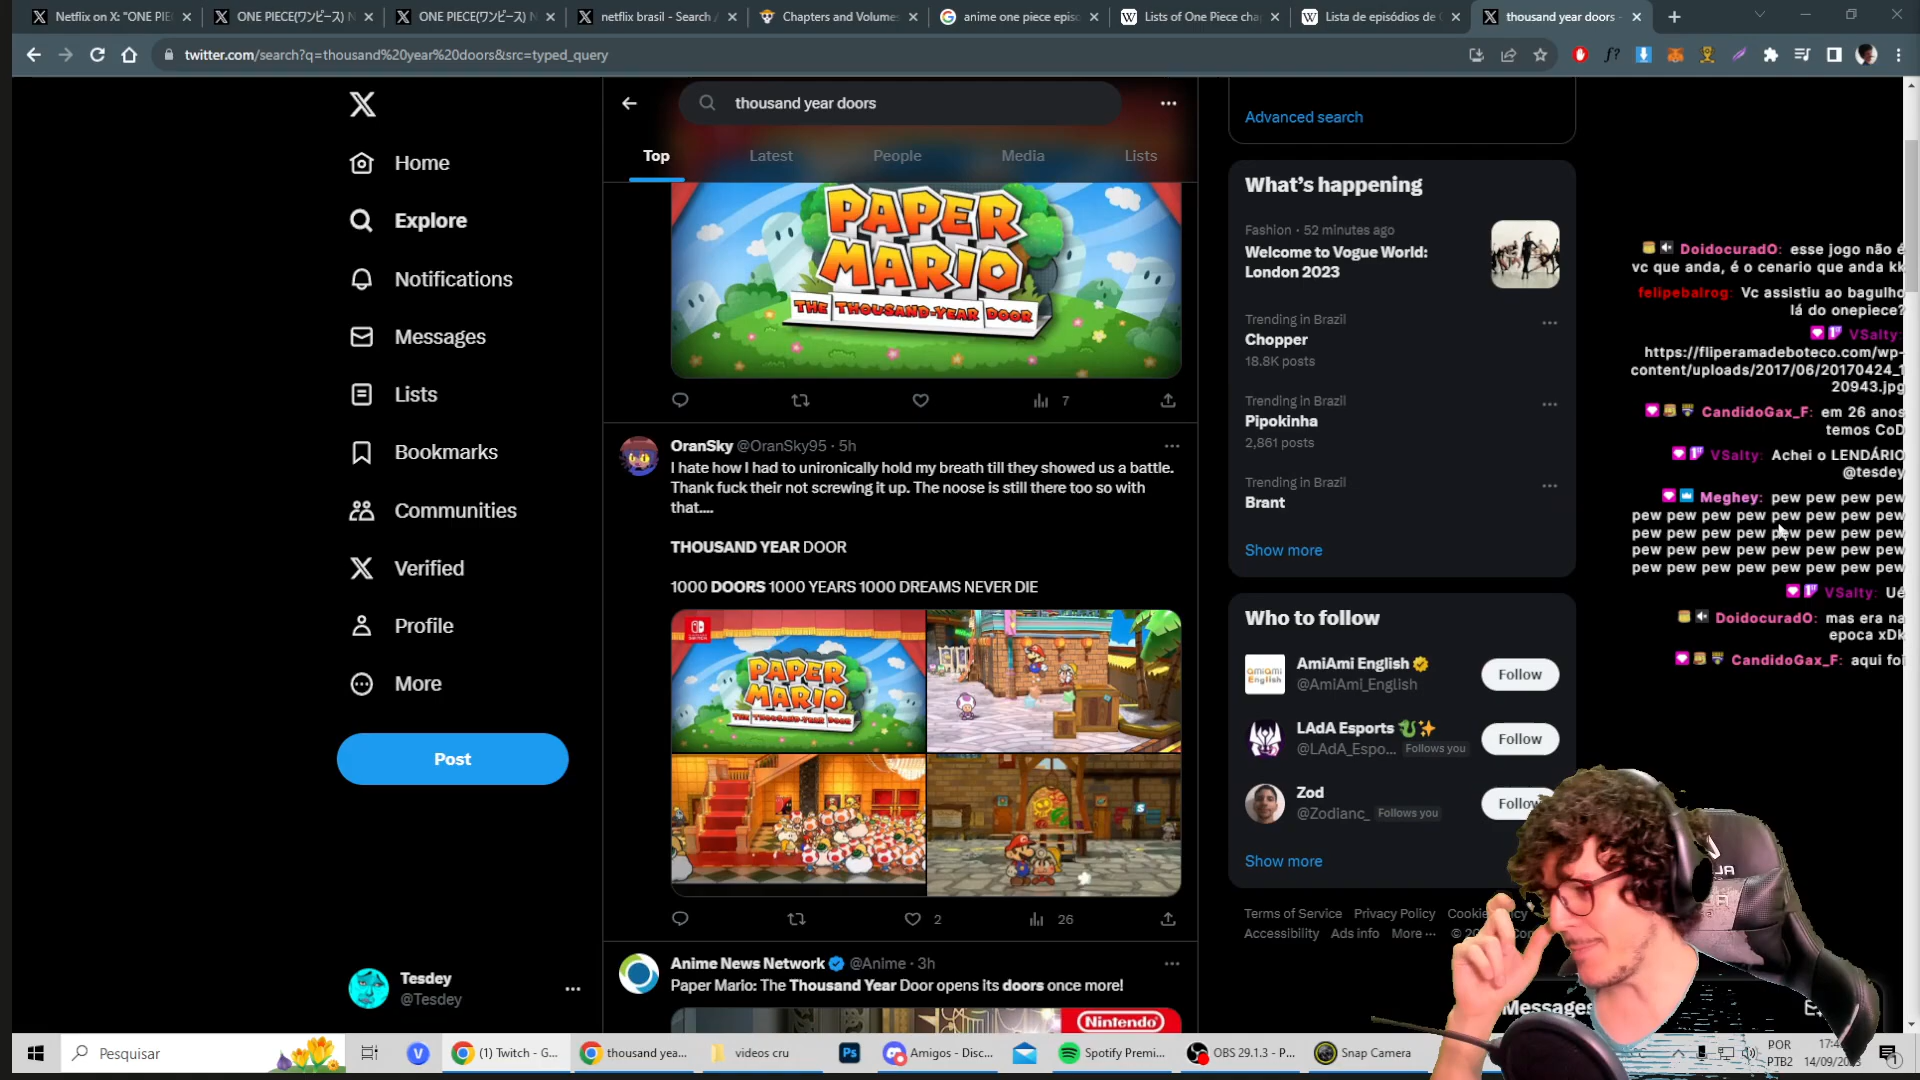 Netflix on X: "ONE PIE
ONE PIECE(ワンピース) N
ONE PIECE(ワンピース) N
netflix brasil - Search
Chapters and Volumes
anime one piece epis
Lists of One Piece cha
Lista de episódios de
thousand year doors -
twitter.com/search?q=thousand%20year%20doors&src=typed_query
Home
Explore
Notifications
Messages
Lists
Bookmarks
Communities
Verified
Profile
More
Post
Tesdey
@Tesdey
thousand year doors
Top
Latest
People
Media
Lists
PAPER
MARIO
THE THOUSAND-YEAR DOOR
7
OranSky @OranSky95 · 5h
I hate how I had to unironically hold my breath till they showed us a battle.
Thank fuck their not screwing it up. The noose is still there too so with
that....
THOUSAND YEAR DOOR
1000 DOORS 1000 YEARS 1000 DREAMS NEVER DIE
PAPER
MARIO
THE THOUSAND-YEAR DOOR
2
26
Anime News Network @Anime · 3h
Paper Mario: The Thousand Year Door opens its doors once more!
Nintendo
Advanced search
What's happening
Fashion · 52 minutes ago
Welcome to Vogue World:
London 2023
Trending in Brazil
Chopper
18.8K posts
Trending in Brazil
Pipokinha
2,861 posts
Trending in Brazil
Brant
Show more
Who to follow
amiami
English
AmiAmi English
@AmiAmi_English
Follow
LAdA Esports
@LAdA_Espo... Follows you
Follow
Zod
@Zodianc_ Follows you
Follow
Show more
Terms of Service Privacy Policy
Accessibility Ads info More ···
Messages
DoidocuradO: esse jogo não é
vc que anda, é o cenario que anda kk
felipebalrog: Vc assistiu ao bagulho
lá do onepiece?
VSalty:
https://fliperamadeboteco.com/wp-
content/uploads/2017/06/20170424_1
20943.jpg
CandidoGax_F: em 26 anos
temos CoD
VSalty: Achei o LENDÁRIO
@tesdey
Meghey: pew pew pew pew
pew pew pew pew pew pew pew pew
pew pew pew pew pew pew pew pew
pew pew pew pew pew pew pew pew
pew pew pew pew pew pew pew pew
VSalty: Ué
DoidocuradO: mas era na
epoca xDk
CandidoGax_F: aqui foi
Pesquisar
(1) Twitch - G...
thousand yea...
videos cru
Ps
Amigos - Disc...
Spotify Premi...
OBS 29.1.3 - P...
Snap Camera
POR
PTB2